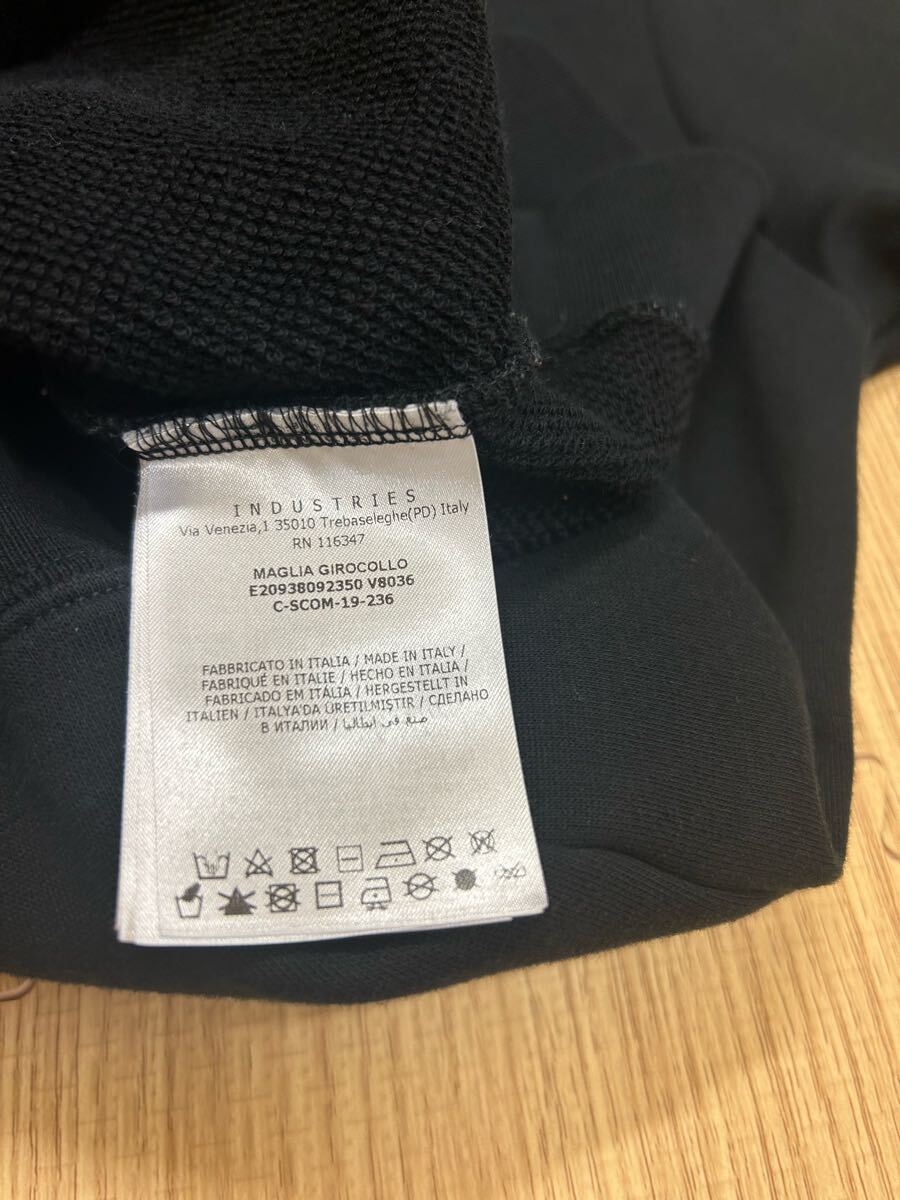 INDUSTRIES
Via Venezia,1 35010 Trebaseleghe(PD) Italy
RN 116347
MAGLIA GIROCOLLO
E20938092350 V8036
C-SCOM-19-236
FABBRICATO IN ITALIA / MADE IN ITALY /
FABRIQUÉ EN ITALIE / HECHO EN ITALIA /
FABRICADO EM ITÁLIA / HERGESTELLT IN
ITALIEN / ITALYA'DA ÜRETILMIŞTIR / СДЕЛАНО
В ИТАЛИИ / صنع في إيطاليا